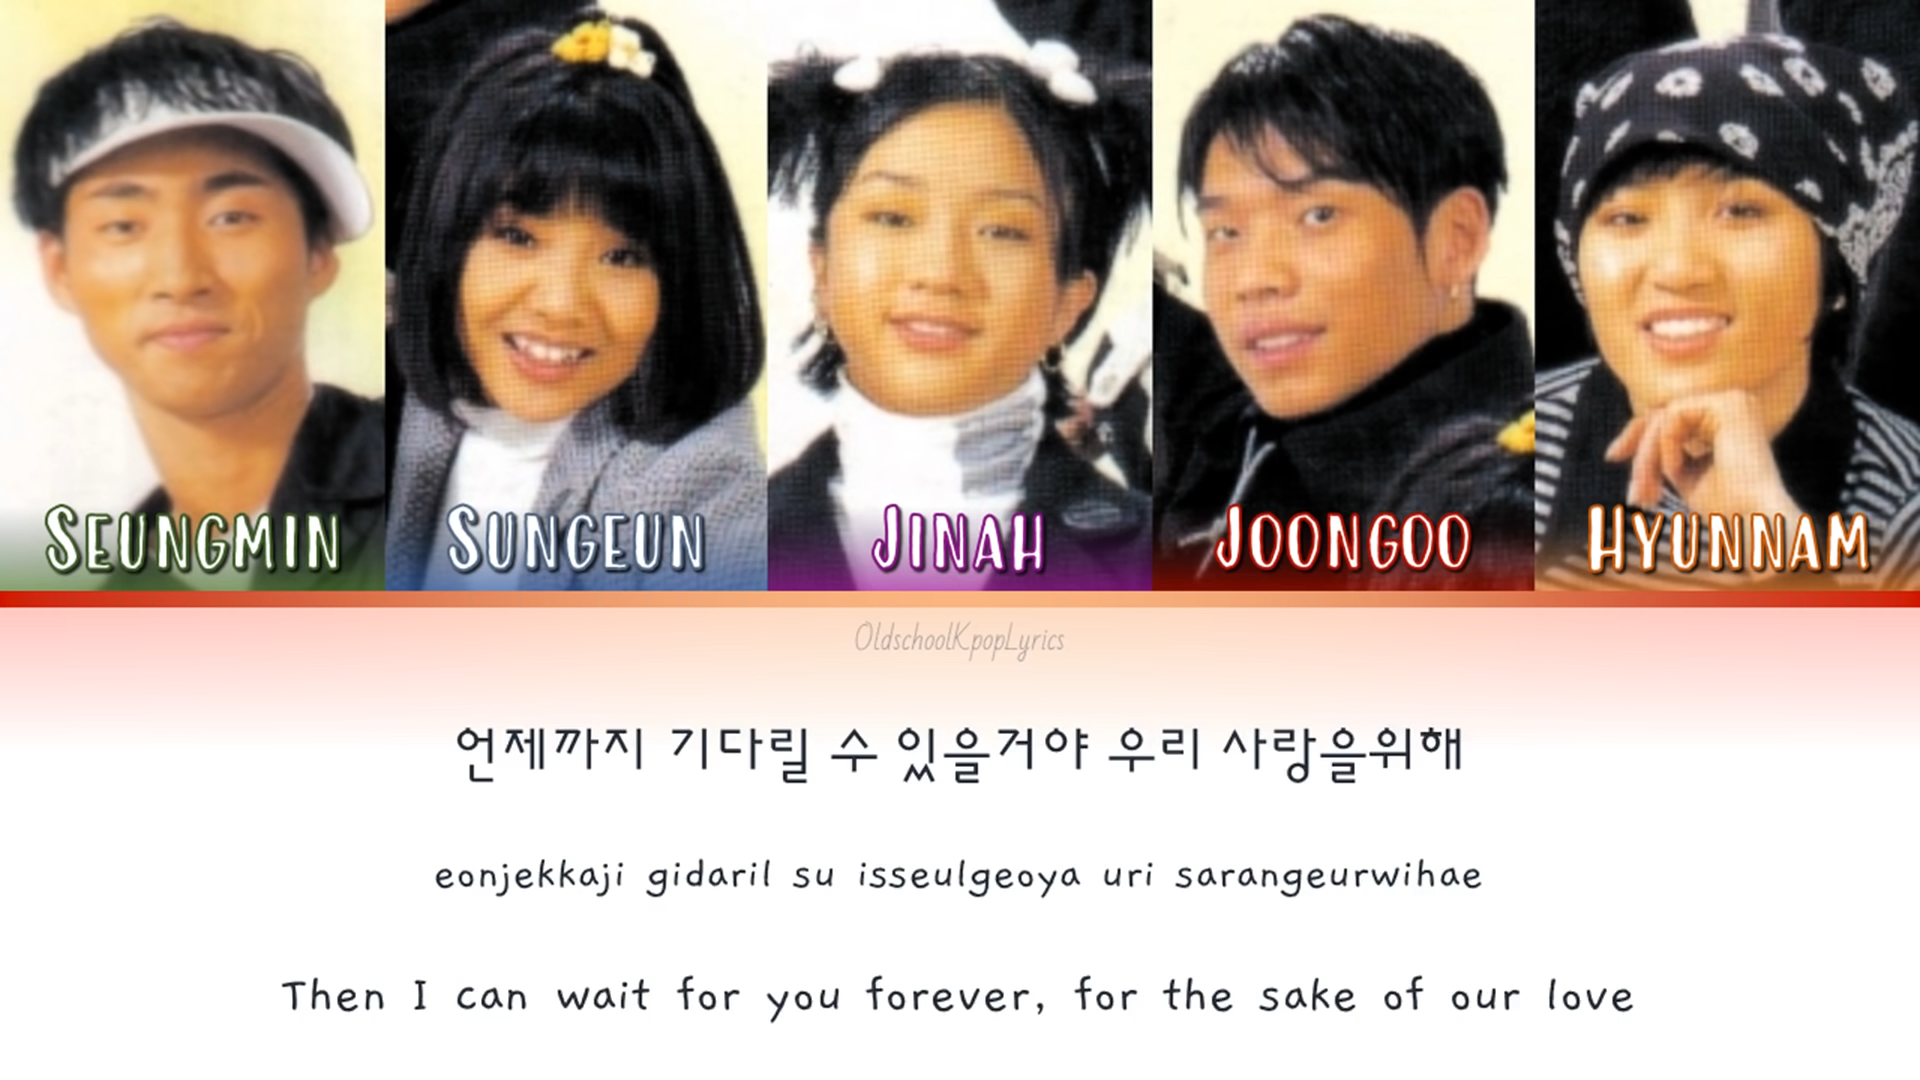 SEUNGMIN SUNGEUN JINAH JOONGOO HYUNNAM
OldschoolKpopLyrics
언제까지 기다릴 수 있을거야 우리 사랑을위해
eonjekkaji gidaril su isseulgeoya uri sarangeurwihae
Then I can wait for you forever, for the sake of our love